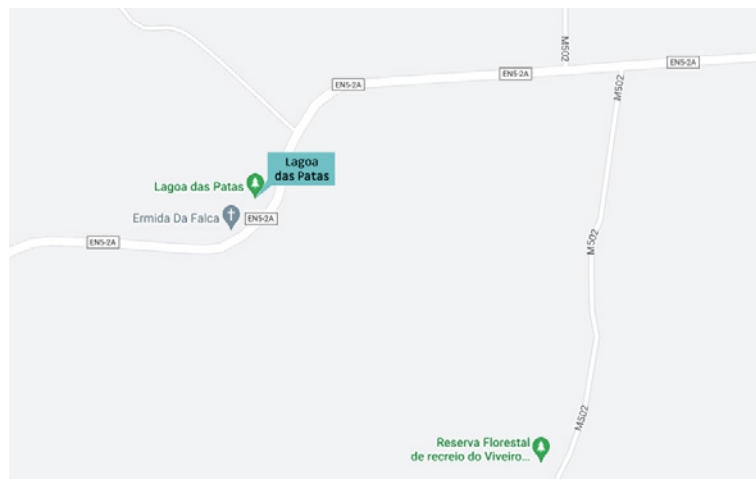 M502
EN5-2A
EN5-2A
EN5-2A
M502
Lagoa
das Patas
Lagoa das Patas
Ermida Da Falca
EN5-2A
EN5-2A
M502
M502
Reserva Florestal
de recreio do Viveiro...